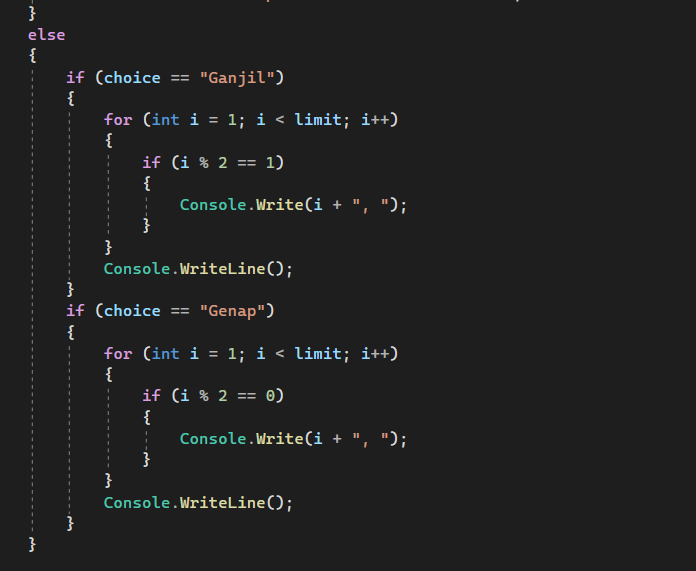 }
else
{
if (choice == "Ganjil")
{
for (int i = 1; i < limit; i++)
{
if (i % 2 == 1)
{
Console.Write(i + ", ");
}
}
Console.WriteLine();
}
if (choice == "Genap")
{
for (int i = 1; i < limit; i++)
{
if (i % 2 == 0)
{
Console.Write(i + ", ");
}
}
Console.WriteLine();
}
}